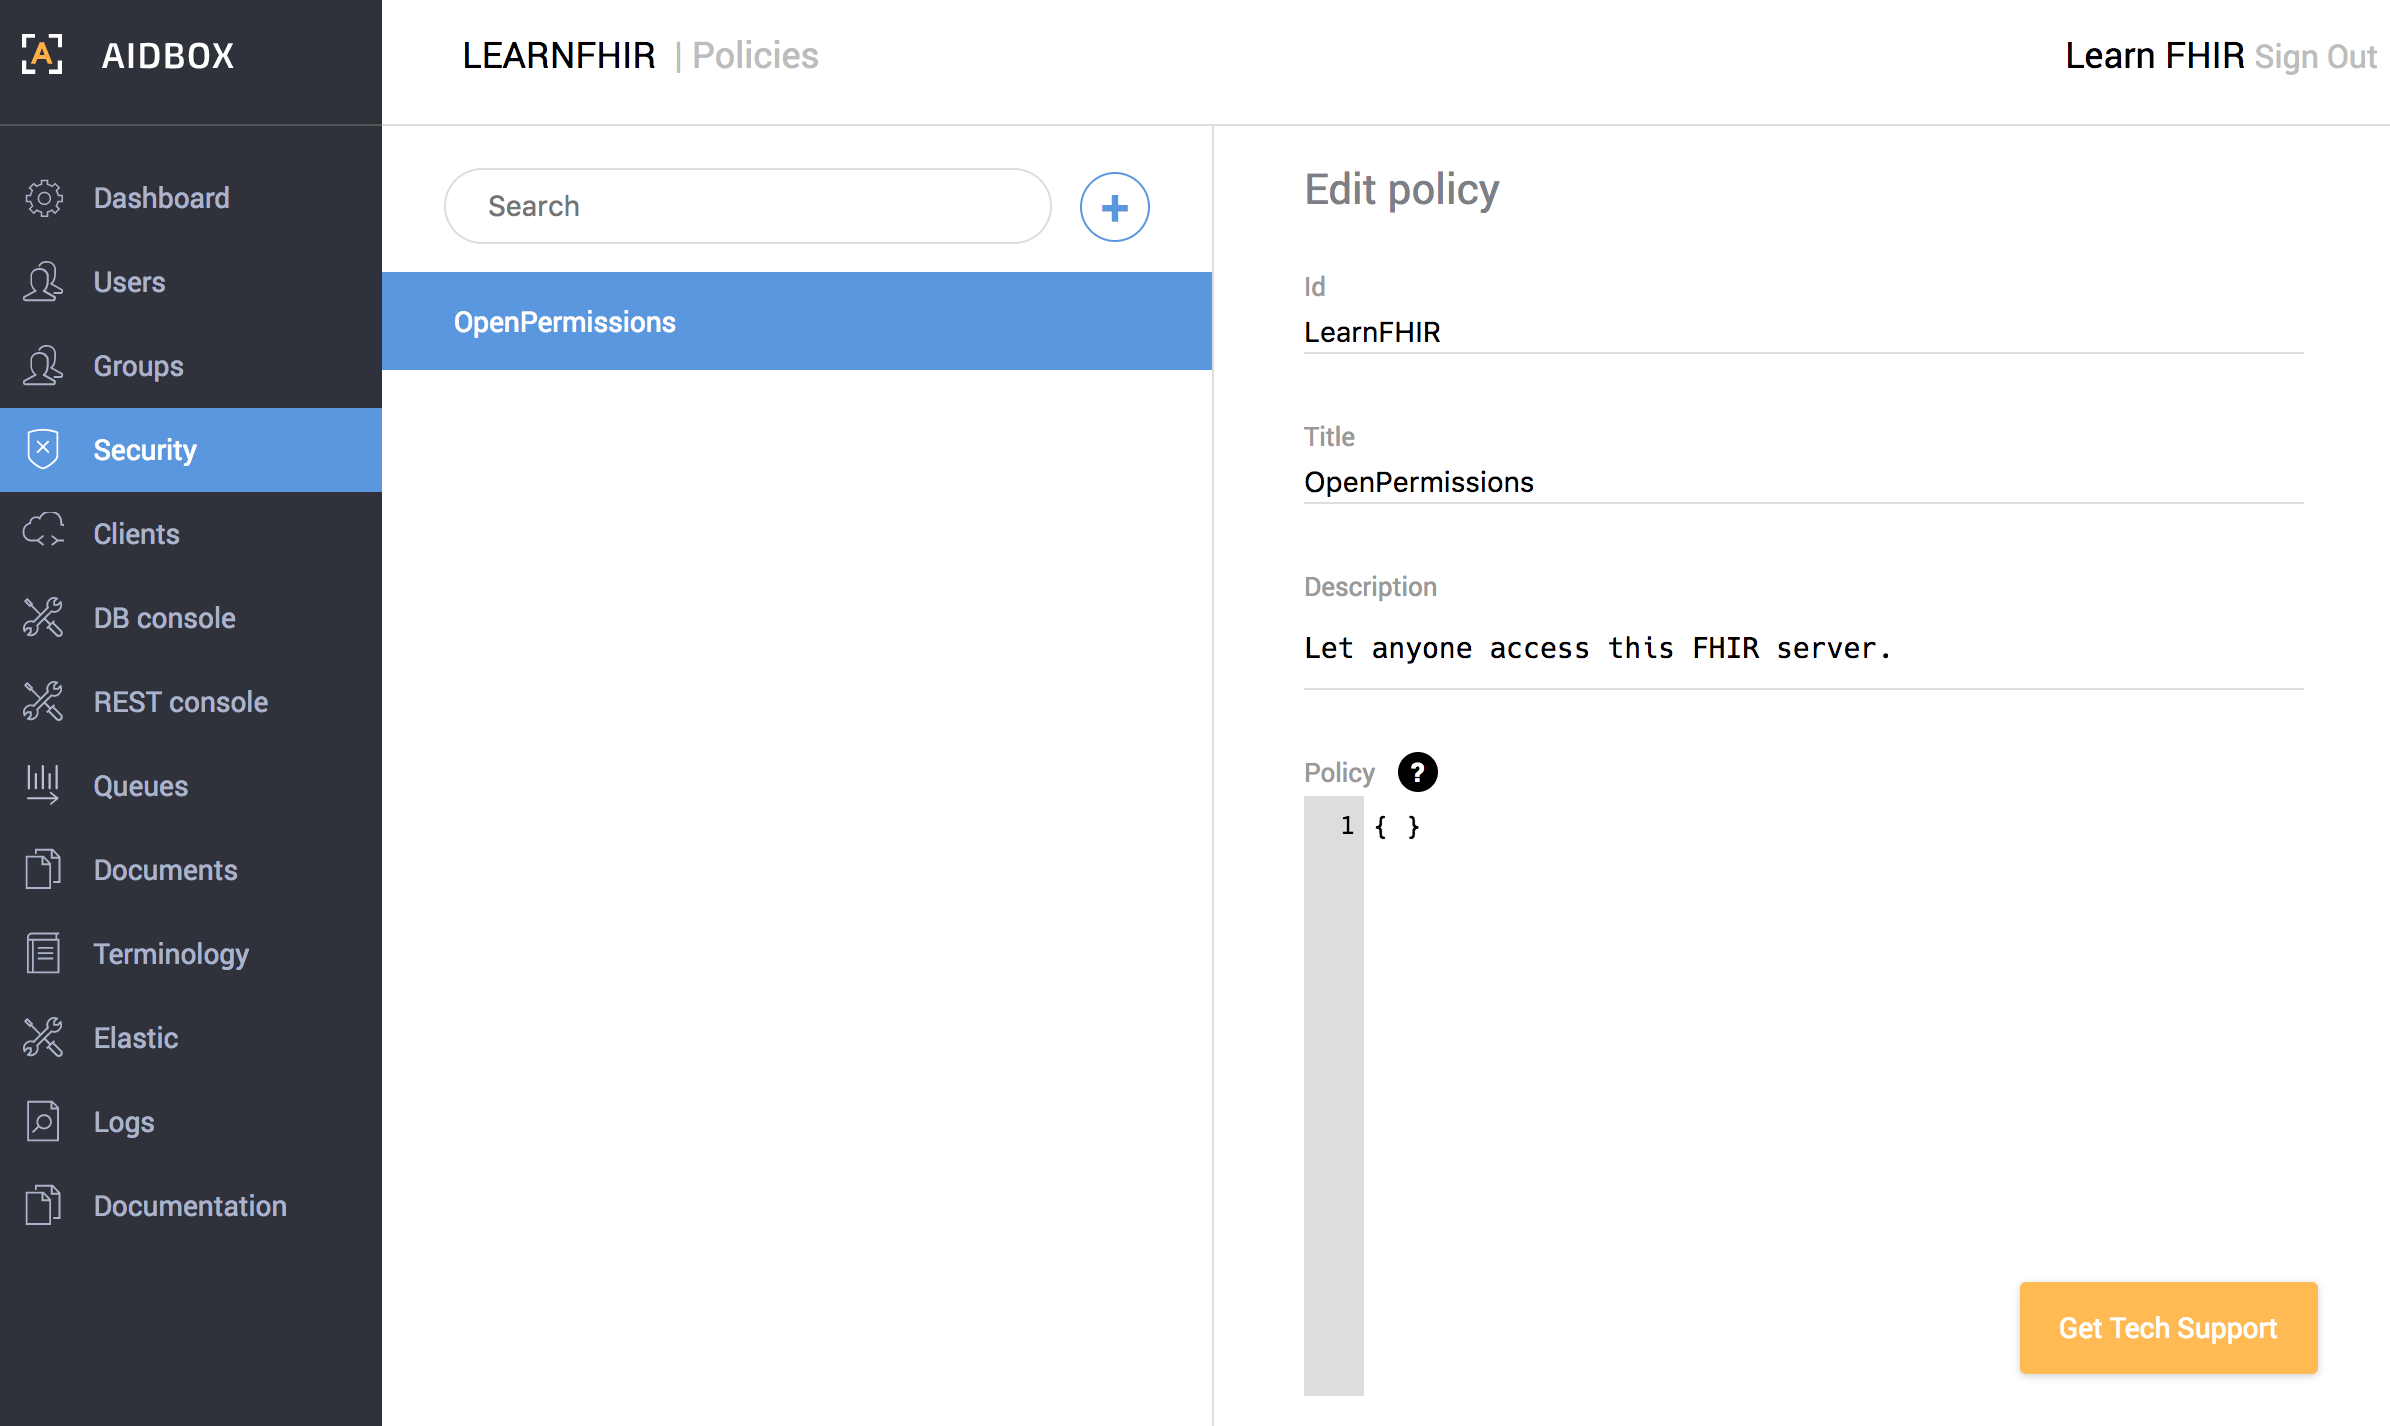 AIDBOX
LEARNFHIR | Policies
Learn FHIR Sign Out
Dashboard
Users
Groups
Security
Clients
DB console
REST console
Queues
Documents
Terminology
Elastic
Logs
Documentation
Search
+
OpenPermissions
Edit policy
Id
LearnFHIR
Title
OpenPermissions
Description
Let anyone access this FHIR server.
Policy ?
1 { }
Get Tech Support